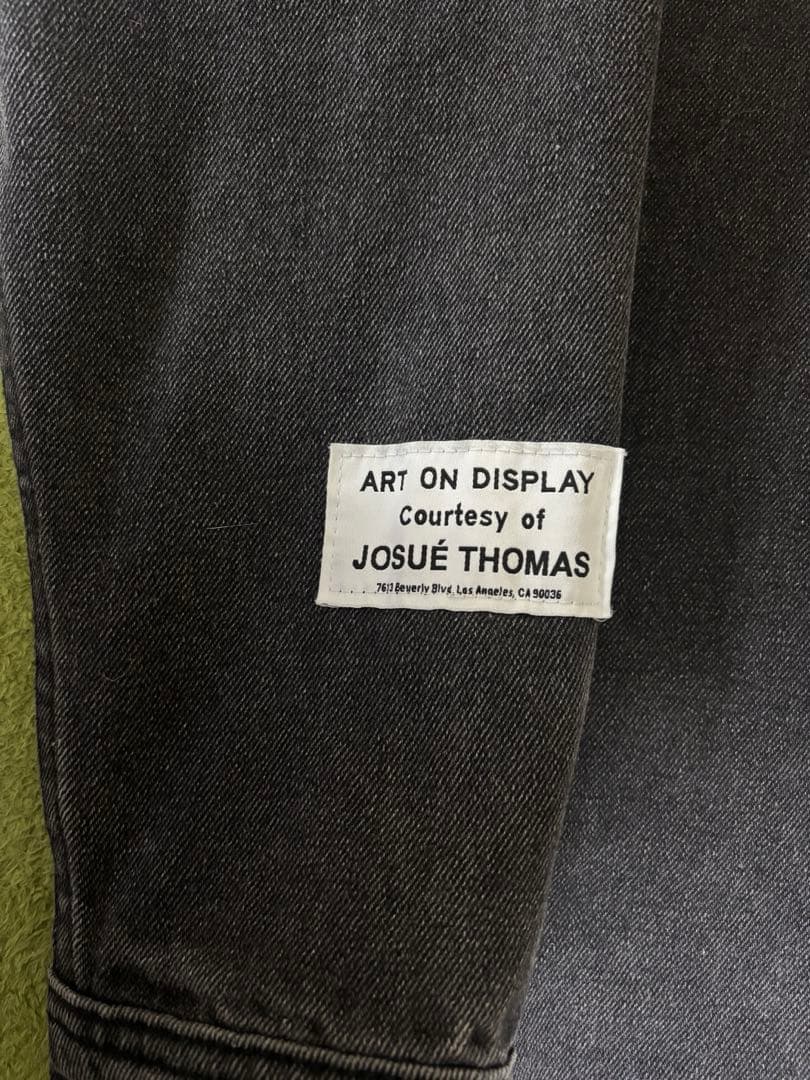 ART ON DISPLAY
Courtesy of
JOSUÉ THOMAS
7613 Beverly Blvd. Los Angeles, CA 90036